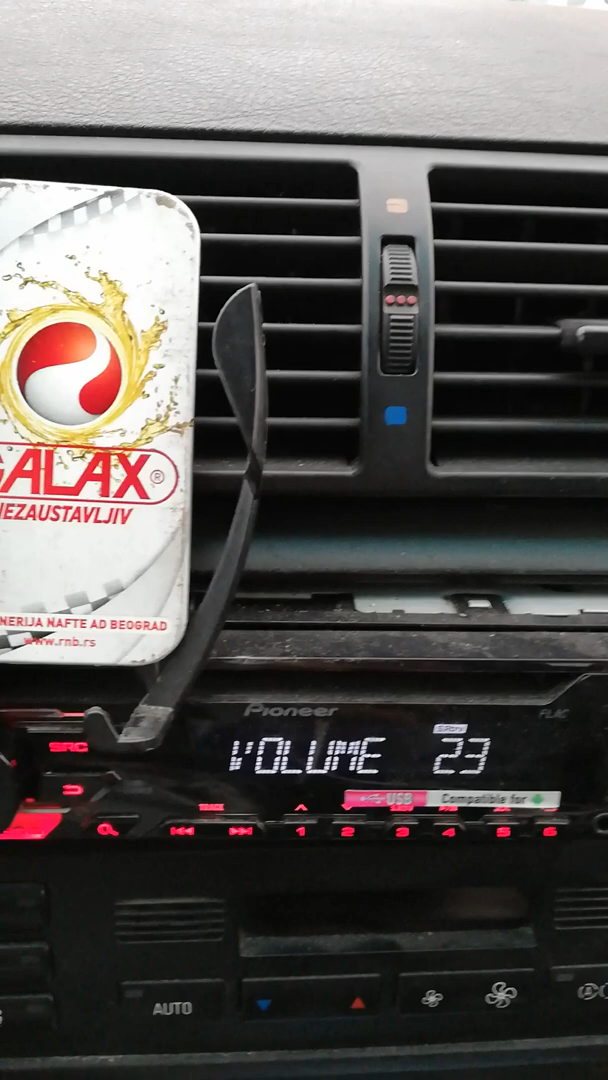 GALAX®
NEZAUSTAVLJIV
NERIJA NAFTE AD BEOGRAD
www.rnb.rs
Pioneer
FLAC
SRC
VOLUME 23
USB Compatible for
TRACK
1 2 3 4 5 6
AUTO